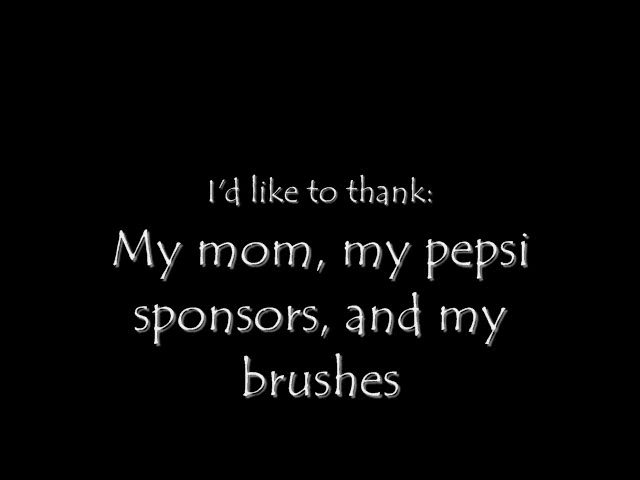 I'd like to thank:
My mom, my pepsi
sponsors, and my
brushes